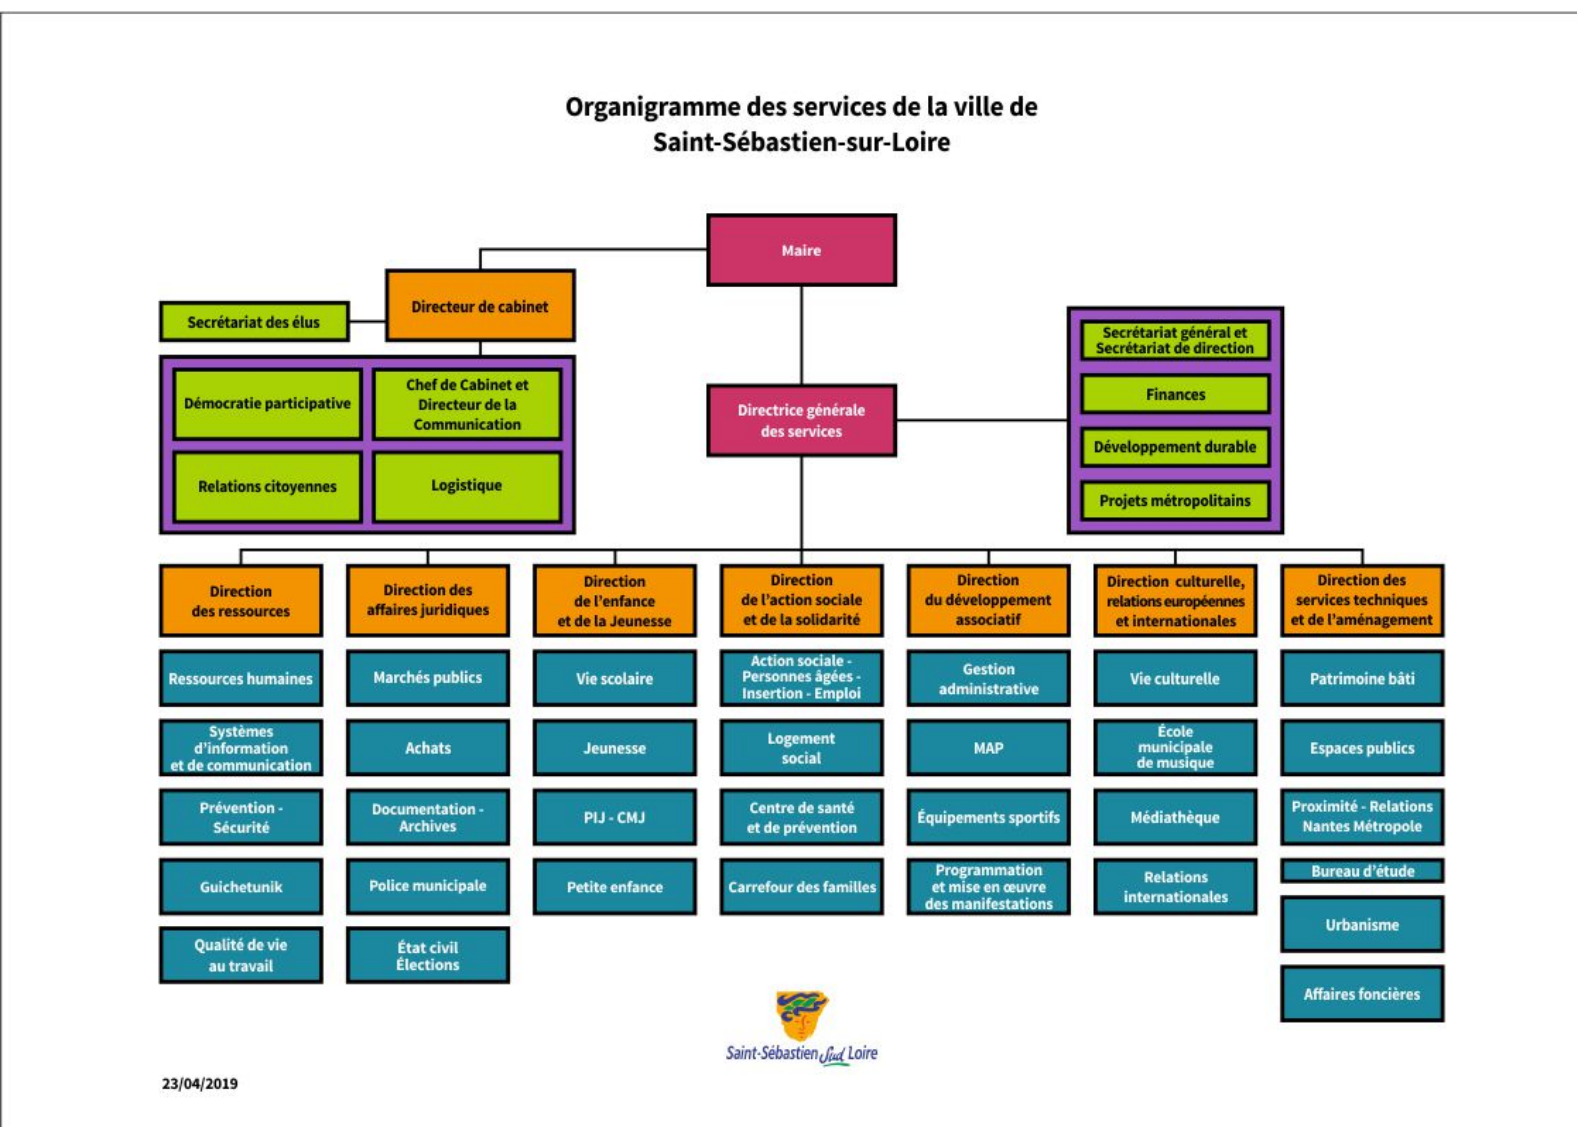 Organigramme des services de la ville de
Saint-Sébastien-sur-Loire
Maire
Directeur de cabinet
Secrétariat des élus
Démocratie participative
Chef de Cabinet et
Directeur de la
Communication
Relations citoyennes
Logistique
Directrice générale
des services
Secrétariat général et
Secrétariat de direction
Finances
Développement durable
Projets métropolitains
Direction
des ressources
Ressources humaines
Systèmes
d'information
et de communication
Prévention -
Sécurité
Guichetunik
Qualité de vie
au travail
Direction des
affaires juridiques
Marchés publics
Achats
Documentation -
Archives
Police municipale
État civil
Élections
Direction
de l'enfance
et de la Jeunesse
Vie scolaire
Jeunesse
PIJ - CMJ
Petite enfance
Direction
de l'action sociale
et de la solidarité
Action sociale -
Personnes âgées -
Insertion - Emploi
Logement
social
Centre de santé
et de prévention
Carrefour des familles
Direction
du développement
associatif
Gestion
administrative
MAP
Équipements sportifs
Programmation
et mise en œuvre
des manifestations
Direction culturelle,
relations européennes
et internationales
Vie culturelle
École
municipale
de musique
Médiathèque
Relations
internationales
Direction des
services techniques
et de l'aménagement
Patrimoine bâti
Espaces publics
Proximité - Relations
Nantes Métropole
Bureau d'étude
Urbanisme
Affaires foncières
Saint-Sébastien Sud Loire
23/04/2019